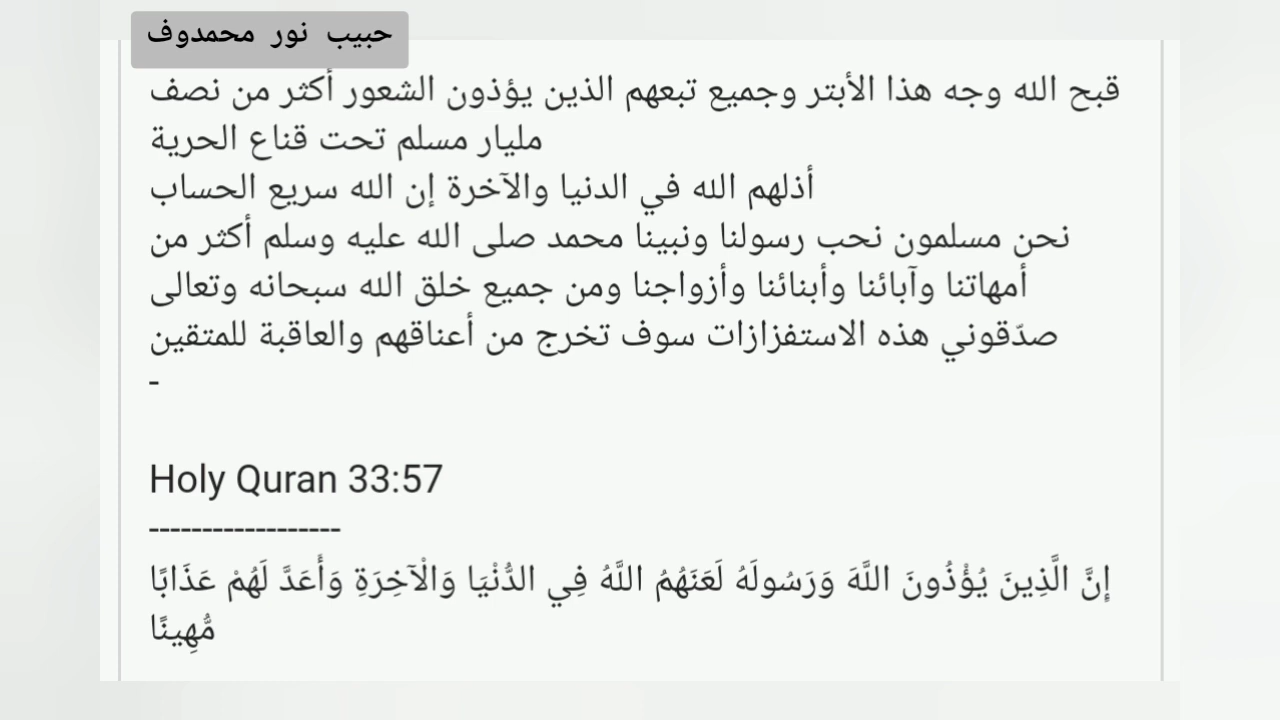 حبيب نور محمدوف
قبح الله وجه هذا الأبتر وجميع تبعهم الذين يؤذون الشعور أكثر من نصف
مليار مسلم تحت قناع الحرية
أذلهم الله في الدنيا والآخرة إن الله سريع الحساب
نحن مسلمون نحب رسولنا ونبينا محمد صلى الله عليه وسلم أكثر من
أمهاتنا وآبائنا وأبنائنا وأزواجنا ومن جميع خلق الله سبحانه وتعالى
صدّقوني هذه الاستفزازات سوف تخرج من أعناقهم والعاقبة للمتقين
-
Holy Quran 33:57
------------------
إِنَّ الَّذِينَ يُؤْذُونَ اللَّهَ وَرَسُولَهُ لَعَنَهُمُ اللَّهُ فِي الدُّنْيَا وَالْآخِرَةِ وَأَعَدَّ لَهُمْ عَذَابًا
مُّهِينًا